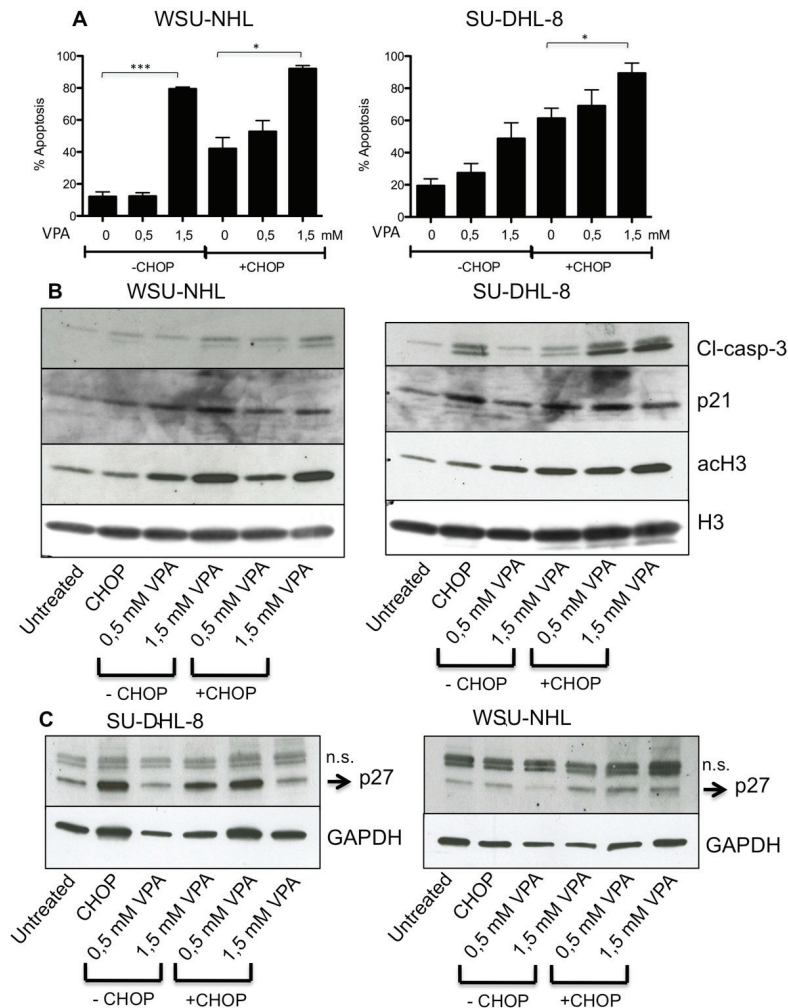 A
WSU-NHL
SU-DHL-8
***
*
*
% Apoptosis
100
80
60
40
20
0
VPA 0 0,5 1,5 0 0,5 1,5 mM
-CHOP +CHOP
% Apoptosis
100
80
60
40
20
0
VPA 0 0,5 1,5 0 0,5 1,5 mM
-CHOP +CHOP
B
WSU-NHL
SU-DHL-8
Cl-casp-3
p21
acH3
H3
Untreated
CHOP
0,5 mM VPA
1,5 mM VPA
0,5 mM VPA
1,5 mM VPA
- CHOP +CHOP
Untreated
CHOP
0,5 mM VPA
1,5 mM VPA
0,5 mM VPA
1,5 mM VPA
- CHOP +CHOP
C
SU-DHL-8
WSU-NHL
n.s.
p27
GAPDH
n.s.
p27
GAPDH
Untreated
CHOP
0,5 mM VPA
1,5 mM VPA
0,5 mM VPA
1,5 mM VPA
- CHOP +CHOP
Untreated
CHOP
0,5 mM VPA
1,5 mM VPA
0,5 mM VPA
1,5 mM VPA
- CHOP +CHOP